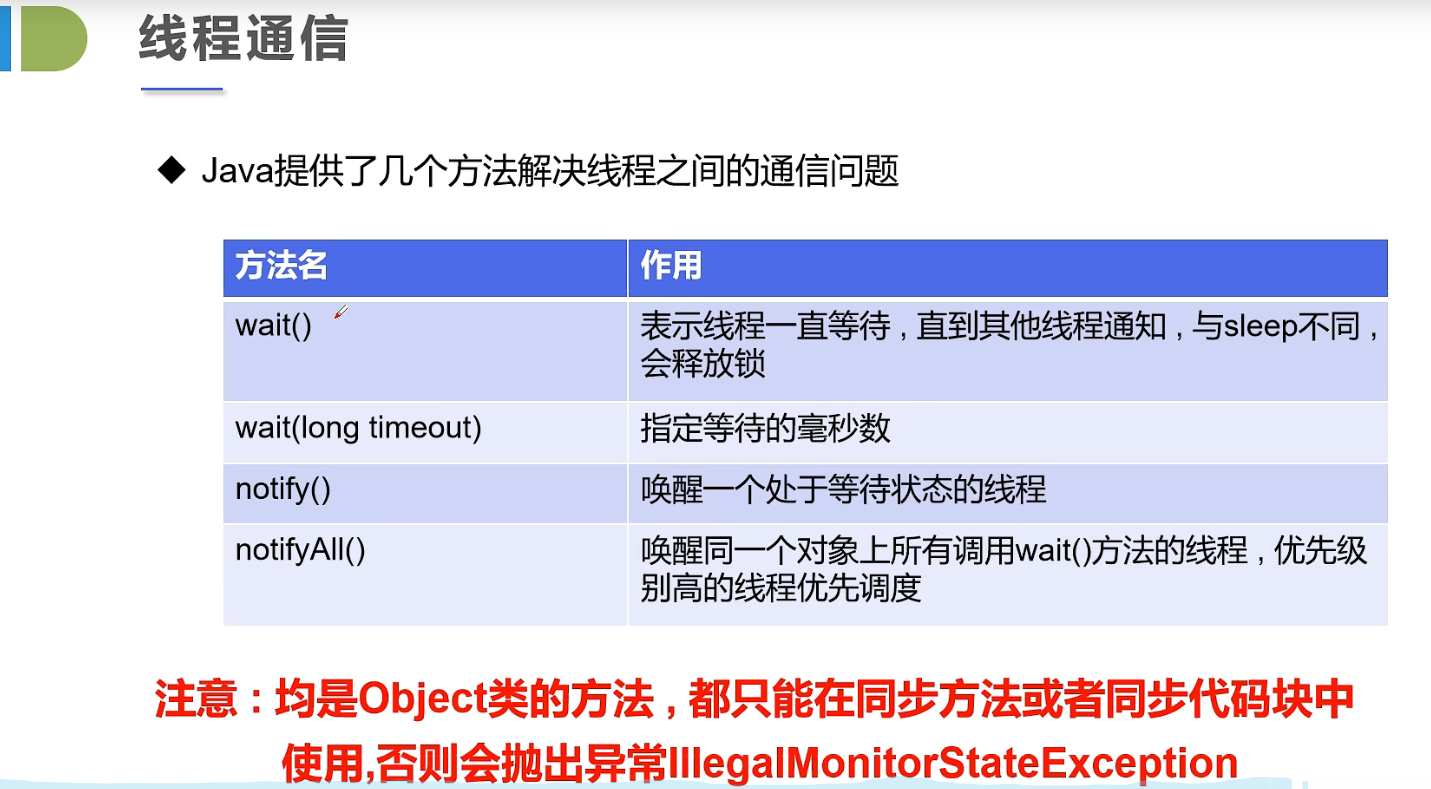 线程通信
Java提供了几个方法解决线程之间的通信问题
方法名
作用
wait()
表示线程一直等待，直到其他线程通知，与sleep不同，
会释放锁
wait(long timeout)
指定等待的毫秒数
notify()
唤醒一个处于等待状态的线程
notifyAll()
唤醒同一个对象上所有调用wait()方法的线程，优先级
别高的线程优先调度
注意：均是Object类的方法，都只能在同步方法或者同步代码块中
使用,否则会抛出异常IllegalMonitorStateException